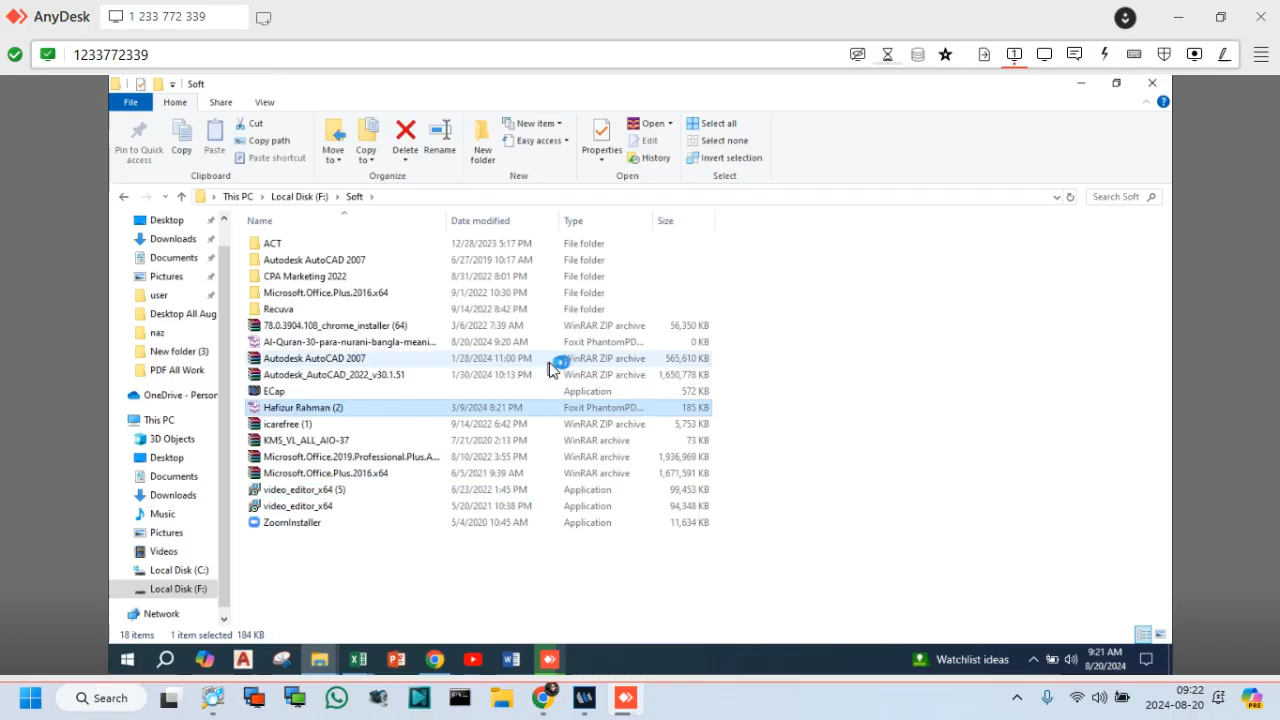 AnyDesk 1 233 772 339
1233772339
Soft
File Home Share View
Pin to Quick access
Copy
Paste
Cut
Copy path
Paste shortcut
Clipboard
Move to
Copy to
Delete
Rename
Organize
New folder
New item
Easy access
New
Properties
Open
Edit
History
Open
Select all
Select none
Invert selection
Select
This PC > Local Disk (F:) > Soft >
Search Soft
Desktop
Downloads
Documents
Pictures
user
Desktop All Aug
naz
New folder (3)
PDF All Work
OneDrive - Person
This PC
3D Objects
Desktop
Documents
Downloads
Music
Pictures
Videos
Local Disk (C:)
Local Disk (F:)
Network
Name Date modified Type Size
ACT 12/28/2023 5:17 PM File folder
Autodesk AutoCAD 2007 6/27/2019 10:17 AM File folder
CPA Marketing 2022 8/31/2022 8:01 PM File folder
Microsoft.Office.Plus.2016.x64 9/1/2022 10:30 PM File folder
Recuva 9/14/2022 8:42 PM File folder
78.0.3904.108_chrome_installer (64) 3/6/2022 7:39 AM WinRAR ZIP archive 56,350 KB
Al-Quran-30-para-nurani-bangla-meani... 8/20/2024 9:20 AM Foxit PhantomPD... 0 KB
Autodesk AutoCAD 2007 1/28/2024 11:00 PM WinRAR ZIP archive 565,610 KB
Autodesk_AutoCAD_2022_v30.1.51 1/30/2024 10:13 PM WinRAR ZIP archive 1,650,778 KB
ECap Application 572 KB
Hafizur Rahman (2) 3/9/2024 8:21 PM Foxit PhantomPD... 185 KB
icarefree (1) 9/14/2022 6:42 PM WinRAR ZIP archive 5,753 KB
KMS_VL_ALL_AIO-37 7/21/2020 2:13 PM WinRAR archive 73 KB
Microsoft.Office.2019.Professional.Plus.A... 8/10/2022 3:55 PM WinRAR archive 1,936,969 KB
Microsoft.Office.Plus.2016.x64 6/5/2021 9:39 AM WinRAR archive 1,671,591 KB
video_editor_x64 (5) 6/23/2022 1:45 PM Application 99,453 KB
video_editor_x64 5/20/2021 10:38 PM Application 94,348 KB
ZoomInstaller 5/4/2020 10:45 AM Application 11,634 KB
18 items 1 item selected 184 KB
Watchlist ideas
9:21 AM
8/20/2024
Search
09:22
2024-08-20
PRE